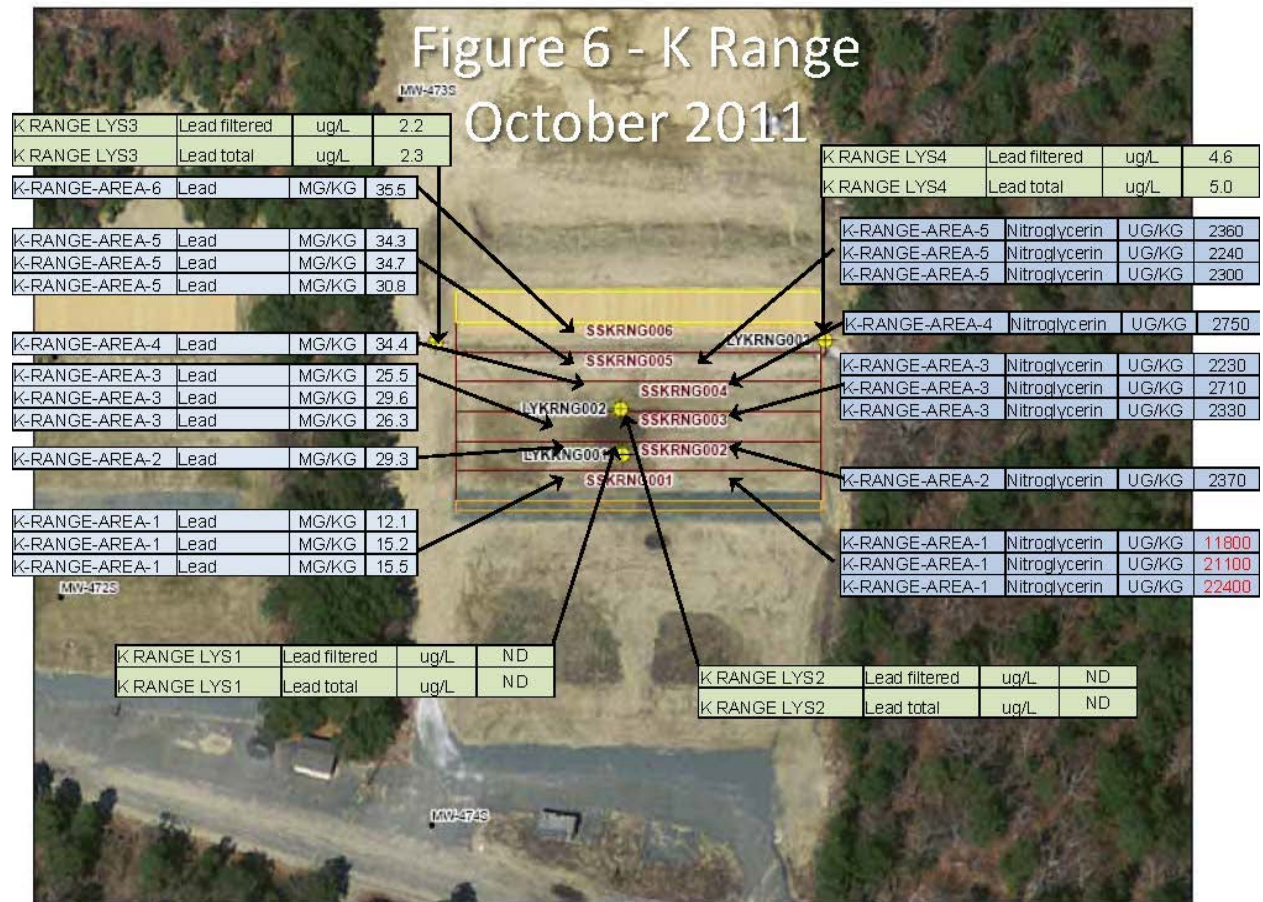 Figure 6 - K Range
October 2011
MW-473S
K RANGE LYS3 Lead filtered ug/L 2.2
K RANGE LYS3 Lead total ug/L 2.3
K-RANGE-AREA-6 Lead MG/KG 35.5
K-RANGE-AREA-5 Lead MG/KG 34.3
K-RANGE-AREA-5 Lead MG/KG 34.7
K-RANGE-AREA-5 Lead MG/KG 30.8
K-RANGE-AREA-4 Lead MG/KG 34.4
K-RANGE-AREA-3 Lead MG/KG 25.5
K-RANGE-AREA-3 Lead MG/KG 29.6
K-RANGE-AREA-3 Lead MG/KG 26.3
K-RANGE-AREA-2 Lead MG/KG 29.3
K-RANGE-AREA-1 Lead MG/KG 12.1
K-RANGE-AREA-1 Lead MG/KG 15.2
K-RANGE-AREA-1 Lead MG/KG 15.5
MW-472S
K RANGE LYS4 Lead filtered ug/L 4.6
K RANGE LYS4 Lead total ug/L 5.0
K-RANGE-AREA-5 Nitroglycerin UG/KG 2360
K-RANGE-AREA-5 Nitroglycerin UG/KG 2240
K-RANGE-AREA-5 Nitroglycerin UG/KG 2300
K-RANGE-AREA-4 Nitroglycerin UG/KG 2750
K-RANGE-AREA-3 Nitroglycerin UG/KG 2230
K-RANGE-AREA-3 Nitroglycerin UG/KG 2710
K-RANGE-AREA-3 Nitroglycerin UG/KG 2330
K-RANGE-AREA-2 Nitroglycerin UG/KG 2370
K-RANGE-AREA-1 Nitroglycerin UG/KG 11800
K-RANGE-AREA-1 Nitroglycerin UG/KG 21100
K-RANGE-AREA-1 Nitroglycerin UG/KG 22400
SSKRNG006
LYKRNG003
SSKRNG005
SSKRNG004
LYKRNG002
SSKRNG003
LYKRNG001
SSKRNG002
SSKRNG001
K RANGE LYS1 Lead filtered ug/L ND
K RANGE LYS1 Lead total ug/L ND
K RANGE LYS2 Lead filtered ug/L ND
K RANGE LYS2 Lead total ug/L ND
MW-474S